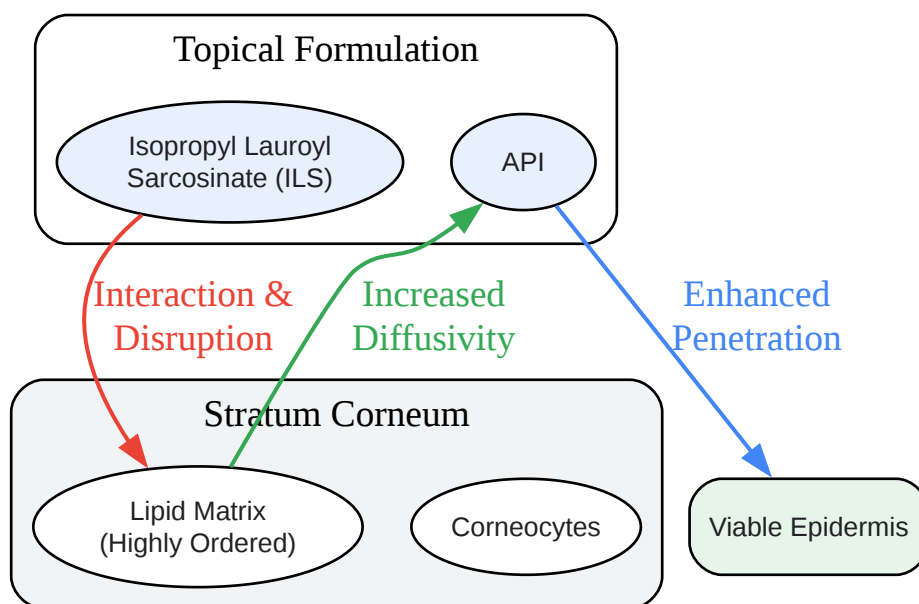 Topical Formulation
Isopropyl Lauroyl
Sarcosinate (ILS)
API
Interaction &
Disruption
Increased
Diffusivity
Enhanced
Penetration
Stratum Corneum
Lipid Matrix
(Highly Ordered)
Corneocytes
Viable Epidermis